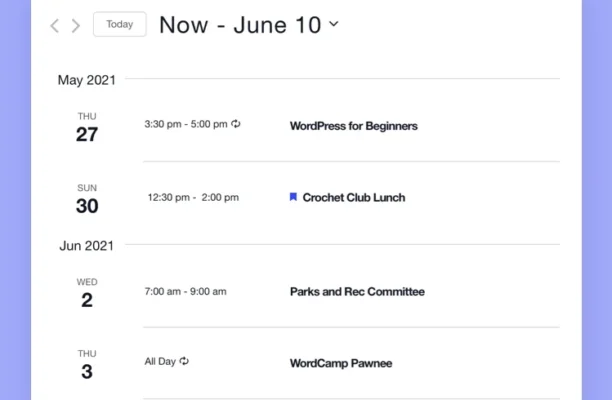 Today Now - June 10
May 2021
THU
27
3:30 pm - 5:00 pm WordPress for Beginners
SUN
30
12:30 pm - 2:00 pm Crochet Club Lunch
Jun 2021
WED
2
7:00 am - 9:00 am Parks and Rec Committee
THU
3
All Day WordCamp Pawnee